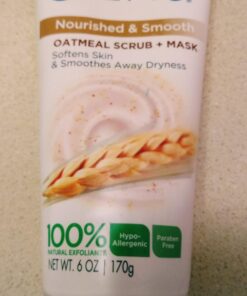 Nourished & Smooth
OATMEAL SCRUB + MASK
Softens Skin
& Smoothes Away Dryness
100%
NATURAL EXFOLIANTS
Hypo-
Allergenic
Paraben
Free
NET WT. 6 OZ | 170g